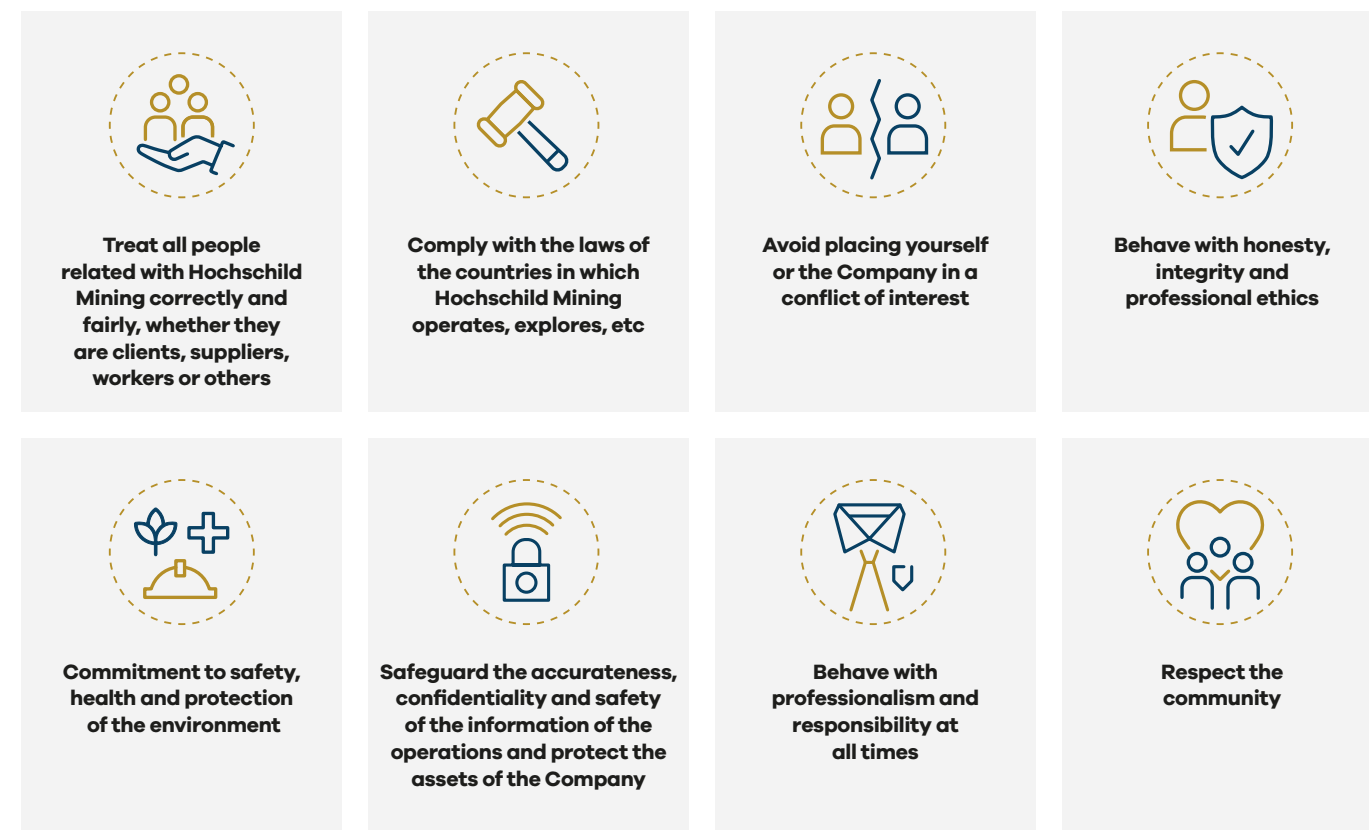 Treat all people
related with Hochschild
Mining correctly and
fairly, whether they
are clients, suppliers,
workers or others
Comply with the laws of
the countries in which
Hochschild Mining
operates, explores, etc
Avoid placing yourself
or the Company in a
conflict of interest
Behave with honesty,
integrity and
professional ethics
Commitment to safety,
health and protection
of the environment
Safeguard the accurateness,
confidentiality and safety
of the information of the
operations and protect the
assets of the Company
Behave with
professionalism and
responsibility at
all times
Respect the
community